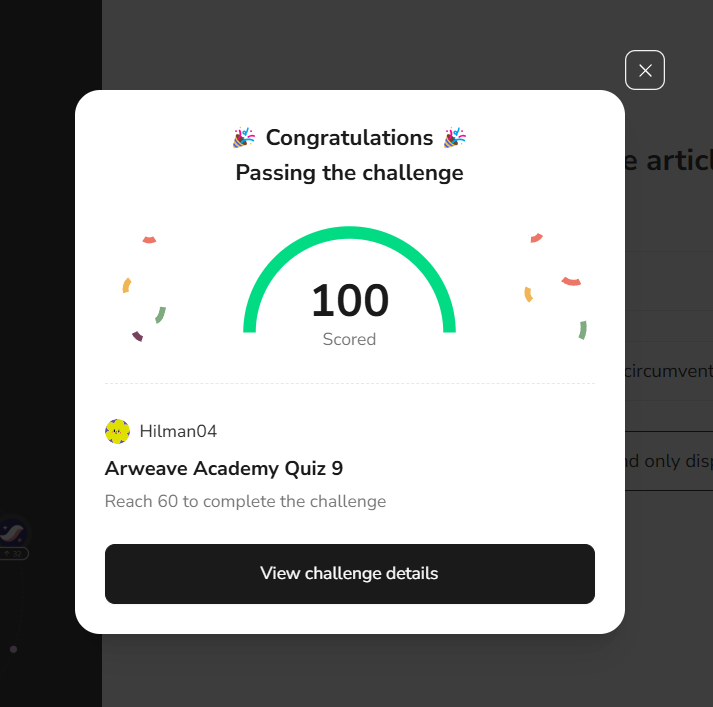 Congratulations
Passing the challenge
e artic
100
Scored
circumvent
Hilman04
nd only disp
Arweave Academy Quiz 9
Reach 60 to complete the challenge
32
View challenge details